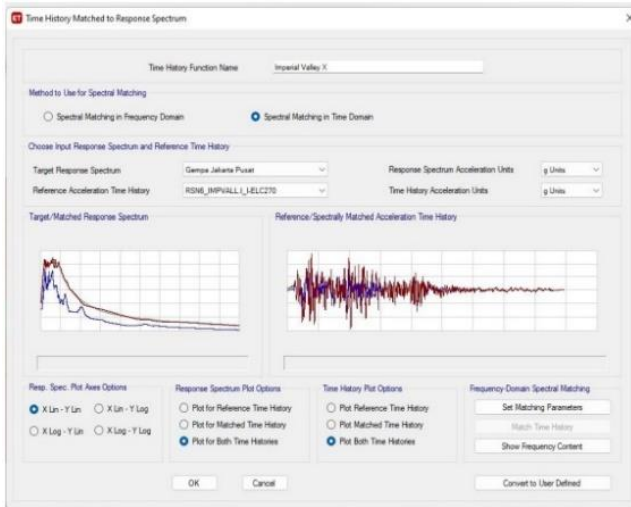 ET Time History Matched to Response Spectrum X
Time History Function Name Imperial Valley X
Method to Use for Spectral Matching
Spectral Matching in Frequency Domain Spectral Matching in Time Domain
Choose Input Response Spectrum and Reference Time History
Target Response Spectrum Gempa Jakarta Pusat Response Spectrum Acceleration Units g Units
Reference Acceleration Time History RSN6_IMPVALL.I_I-ELC270 Time History Acceleration Units g Units
Target/Matched Response Spectrum Reference/Spectrally Matched Acceleration Time History
Resp. Spec. Plot Axes Options Response Spectrum Plot Options Time History Plot Options Frequency-Domain Spectral Matching
X Lin - Y Lin X Lin - Y Log Plot for Reference Time History Plot Reference Time History Set Matching Parameters
Plot for Matched Time History Plot Matched Time History Match Time History
X Log - Y Lin X Log - Y Log Plot for Both Time Histories Plot Both Time Histories Show Frequency Content
OK Cancel Convert to User Defined